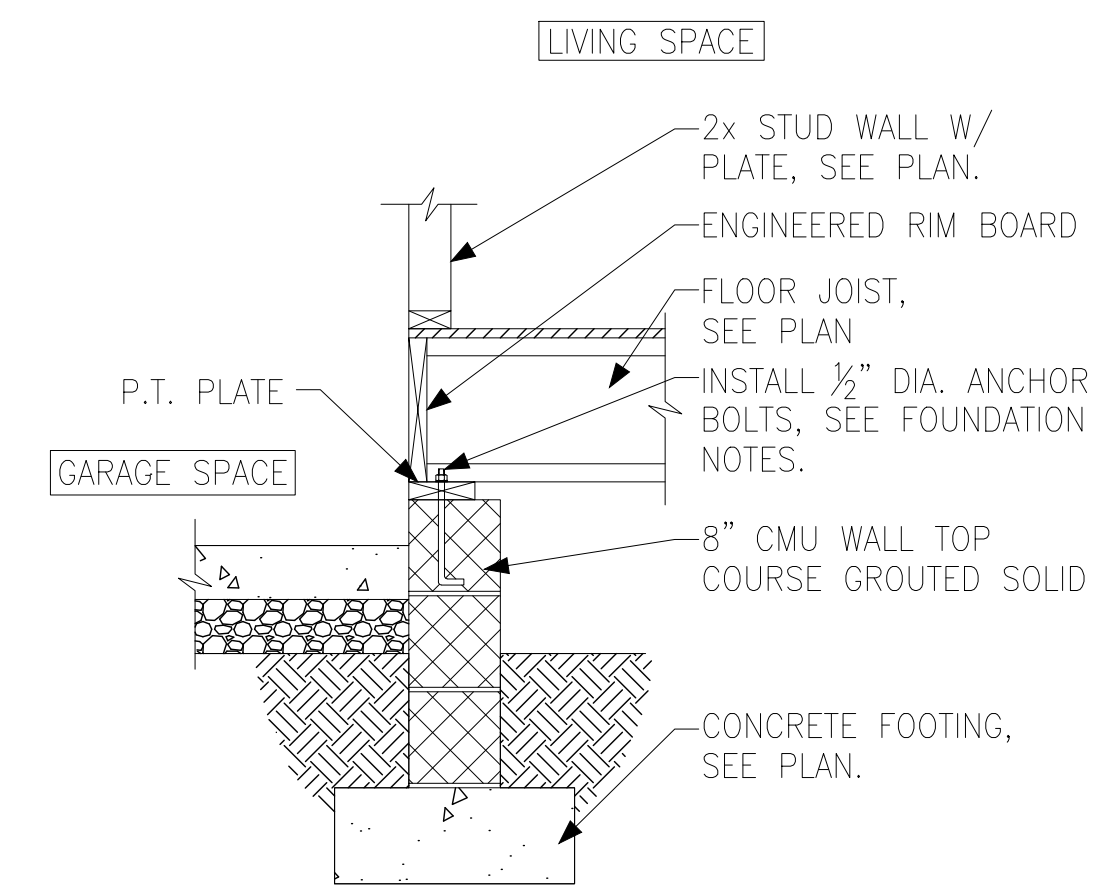 LIVING SPACE
2x STUD WALL W/
PLATE, SEE PLAN.
ENGINEERED RIM BOARD
FLOOR JOIST,
SEE PLAN
P.T. PLATE
INSTALL ½” DIA. ANCHOR
BOLTS, SEE FOUNDATION
NOTES.
GARAGE SPACE
8” CMU WALL TOP
COURSE GROUTED SOLID
CONCRETE FOOTING,
SEE PLAN.